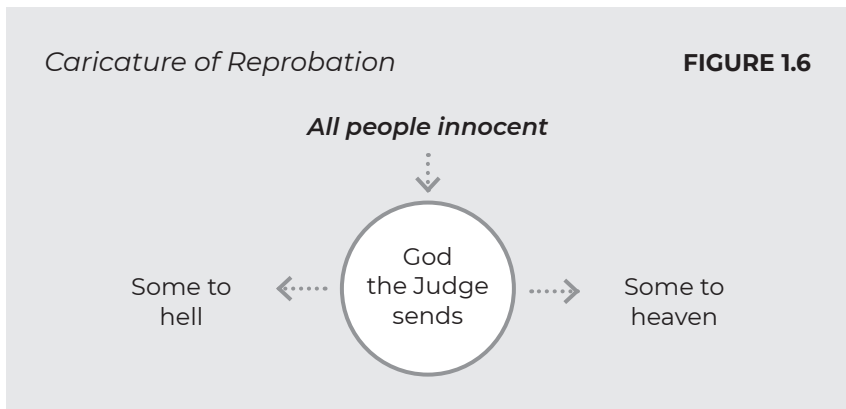 Caricature of Reprobation
FIGURE 1.6
All people innocent
God
the Judge
sends
Some to
hell
Some to
heaven